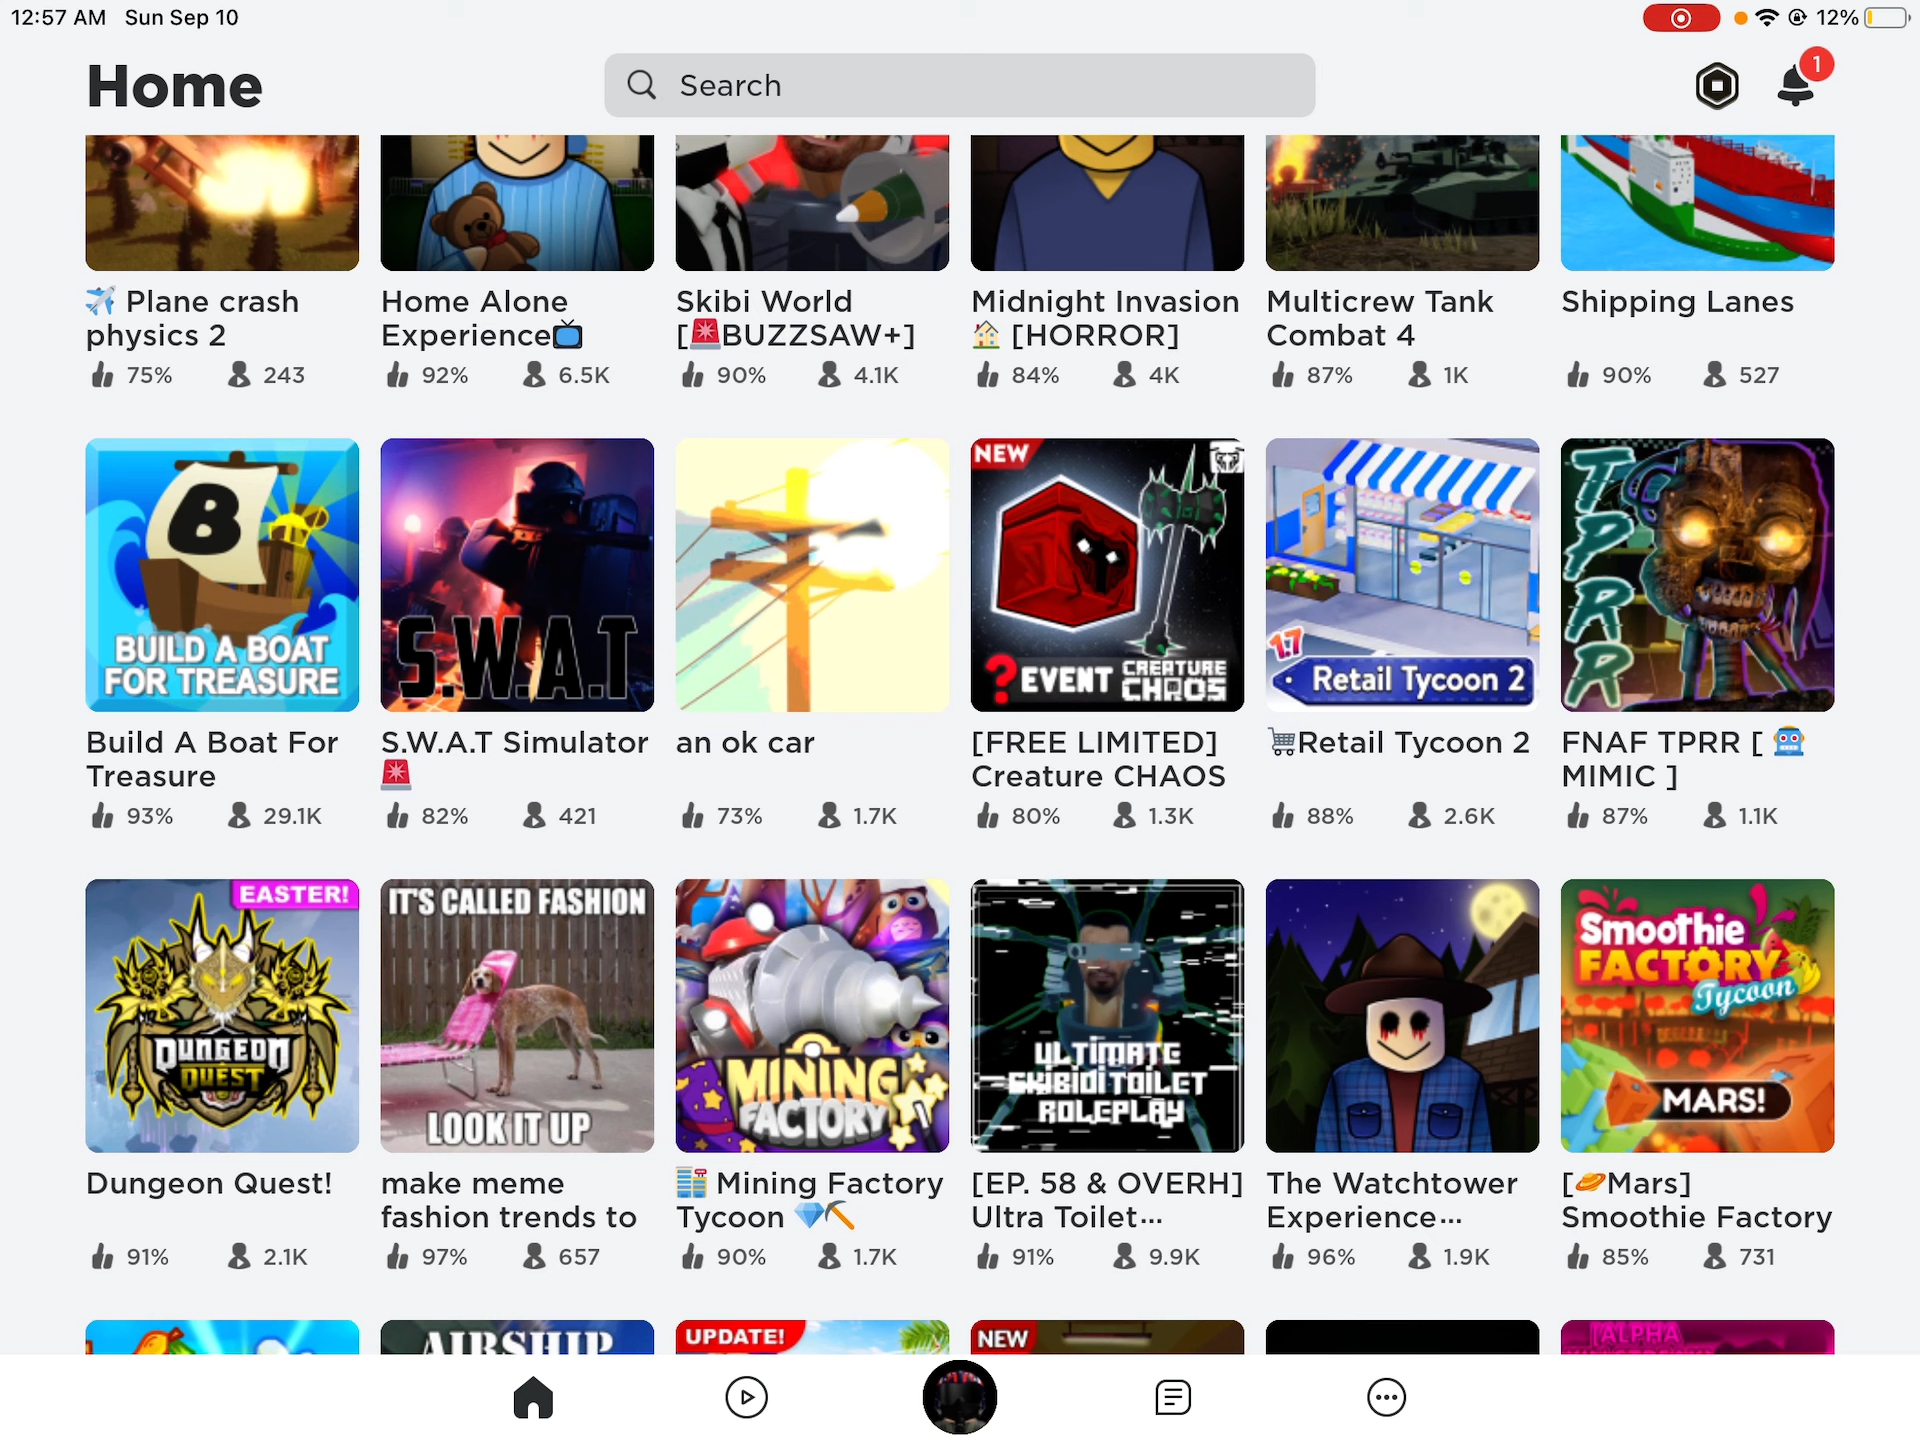 12:57 AM Sun Sep 10
12%
Home
Search
1
✈️ Plane crash
physics 2
75% 243
Home Alone
Experience📺
92% 6.5K
Skibi World
[🚨BUZZSAW+]
90% 4.1K
Midnight Invasion
🏠 [HORROR]
84% 4K
Multicrew Tank
Combat 4
87% 1K
Shipping Lanes
90% 527
B
BUILD A BOAT
FOR TREASURE
Build A Boat For
Treasure
93% 29.1K
S.W.A.T
S.W.A.T Simulator
🚨
82% 421
an ok car
73% 1.7K
NEW
? EVENT CREATURE
CHAOS
[FREE LIMITED]
Creature CHAOS
80% 1.3K
1.7
Retail Tycoon 2
🛒Retail Tycoon 2
88% 2.6K
TPRR
FNAF TPRR [ 🤖
MIMIC ]
87% 1.1K
EASTER!
DUNGEON
QUEST
Dungeon Quest!
91% 2.1K
IT'S CALLED FASHION
LOOK IT UP
make meme
fashion trends to
97% 657
MINING
FACTORY
🏪 Mining Factory
Tycoon 💎⛏️
90% 1.7K
ULTIMATE
SKIBIDI TOILET
ROLEPLAY
[EP. 58 & OVERH]
Ultra Toilet...
91% 9.9K
The Watchtower
Experience...
96% 1.9K
Smoothie
FACTORY
Tycoon
MARS!
[🪐Mars]
Smoothie Factory
85% 731
AIRSHIP
UPDATE!
NEW
[ALPHA